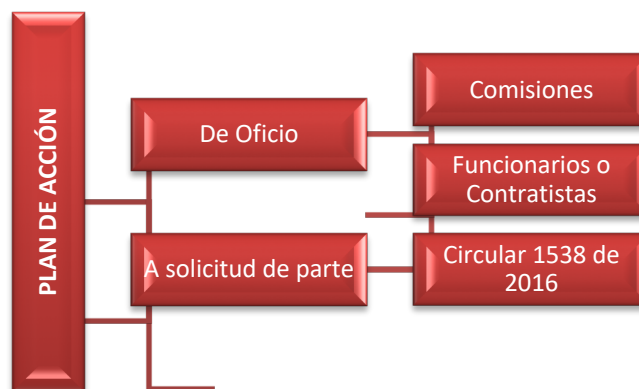 PLAN DE ACCIÓN
De Oficio
A solicitud de parte
Comisiones
Funcionarios o
Contratistas
Circular 1538 de
2016